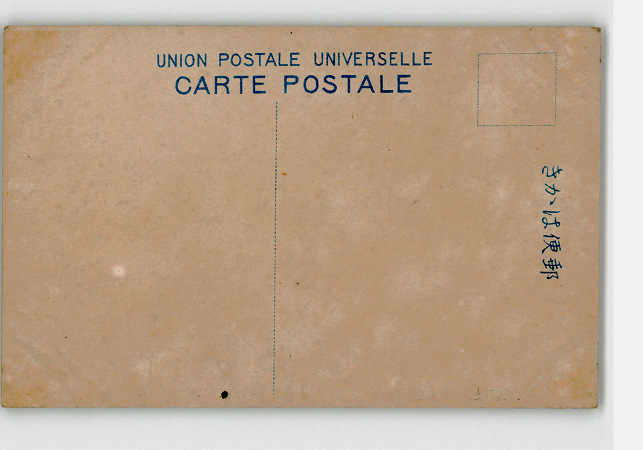 UNION POSTALE UNIVERSELLE
CARTE POSTALE
郵便はかき